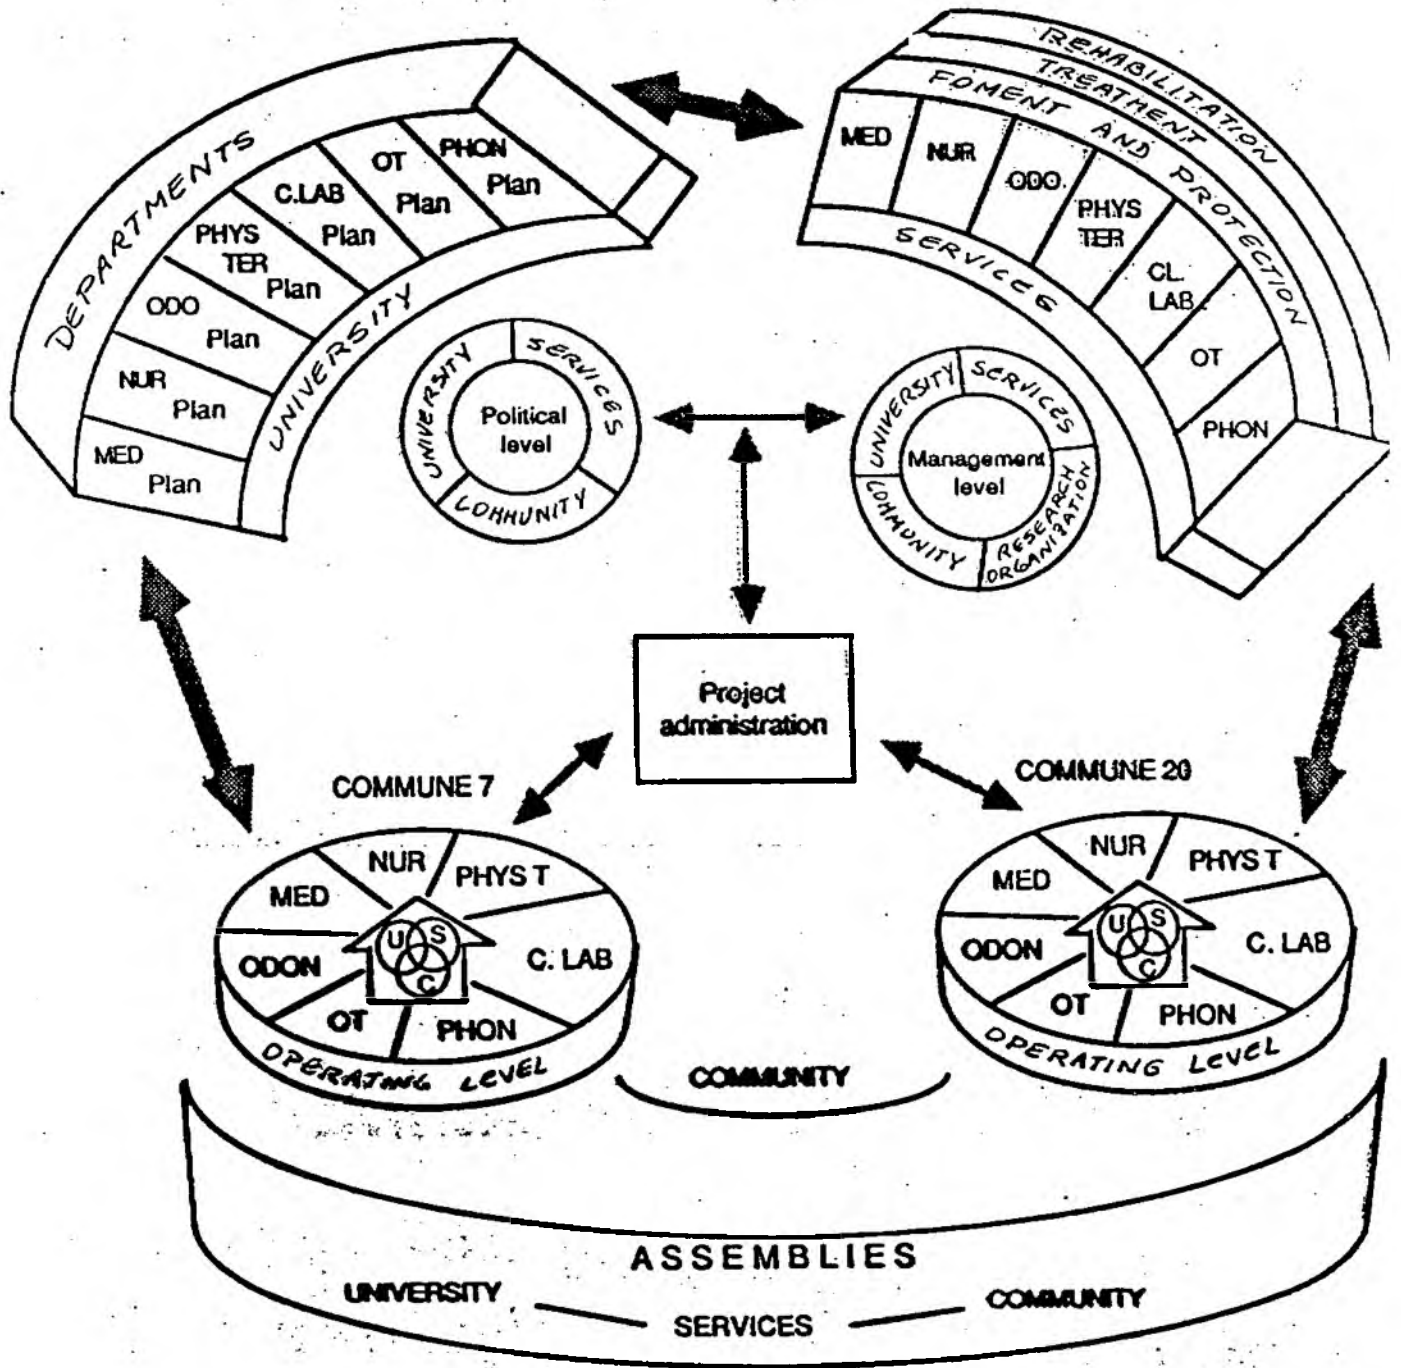 DEPARTMENTS
MED
Plan
NUR
Plan
ODO
Plan
PHYS
TER
Plan
C.LAB
Plan
OT
Plan
PHON
Plan
UNIVERSITY
REHABILITATION
TREATMENT
FOMENT AND PROTECTION
MED
NUR
ODO.
PHYS
TER
CL.
LAB
OT
PHON
SERVICES
UNIVERSITY
SERVICES
COMMUNITY
Political
level
UNIVERSITY
SERVICES
COMMUNITY
RESEARCH
ORGANIZATION
Management
level
Project
administration
COMMUNE 7
NUR
PHYS T
MED
C. LAB
ODON
OT
PHON
U
S
C
OPERATING LEVEL
COMMUNE 20
NUR
PHYS T
MED
C. LAB
ODON
OT
PHON
U
S
C
OPERATING LEVEL
COMMUNITY
ASSEMBLIES
UNIVERSITY
SERVICES
COMMUNITY